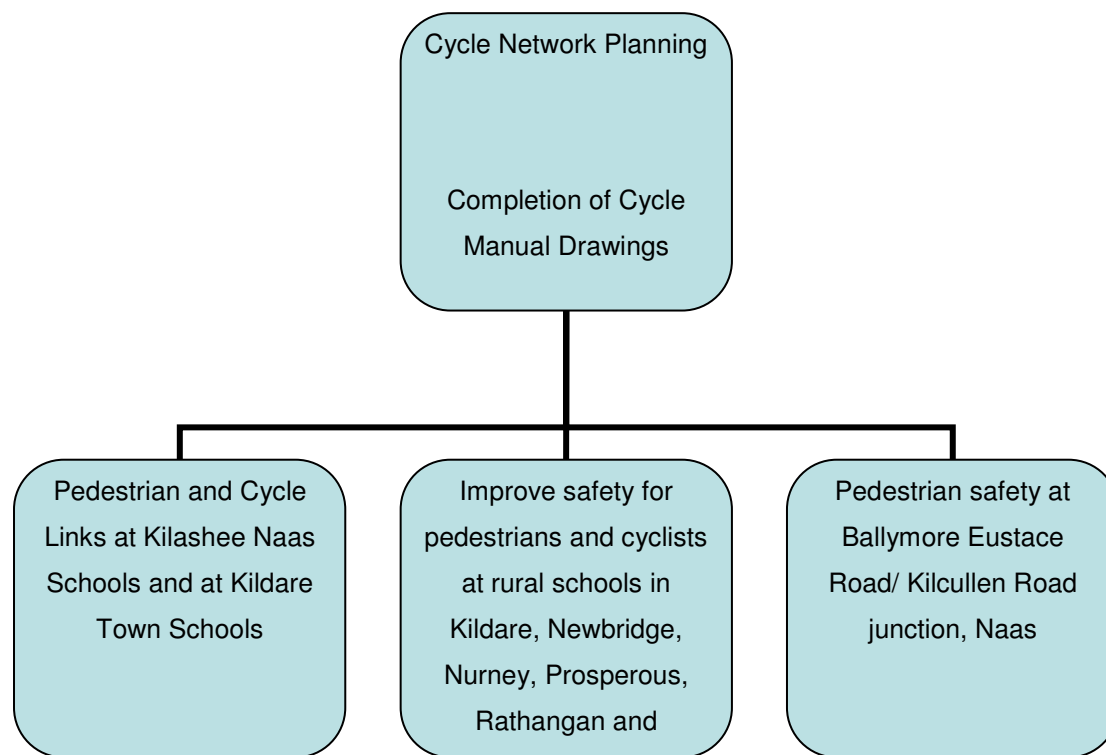 Cycle Network Planning
Completion of Cycle
Manual Drawings
Pedestrian and Cycle
Links at Kilashee Naas
Schools and at Kildare
Town Schools
Improve safety for
pedestrians and cyclists
at rural schools in
Kildare, Newbridge,
Nurney, Prosperous,
Rathangan and
Pedestrian safety at
Ballymore Eustace
Road/ Kilcullen Road
junction, Naas